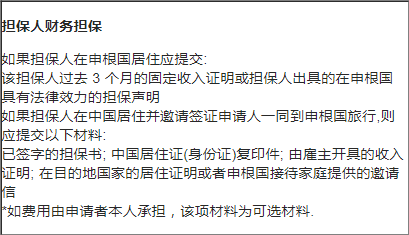 担保人财务担保
如果担保人在申根国居住应提交:
该担保人过去 3 个月的固定收入证明或担保人出具的在申根国
具有法律效力的担保声明
如果担保人在中国居住并邀请签证申请人一同到申根国旅行,则
应提交以下材料:
已签字的担保书; 中国居住证(身份证)复印件; 由雇主开具的收入
证明; 在目的地国家的居住证明或者申根国接待家庭提供的邀请
信
*如费用由申请者本人承担，该项材料为可选材料.